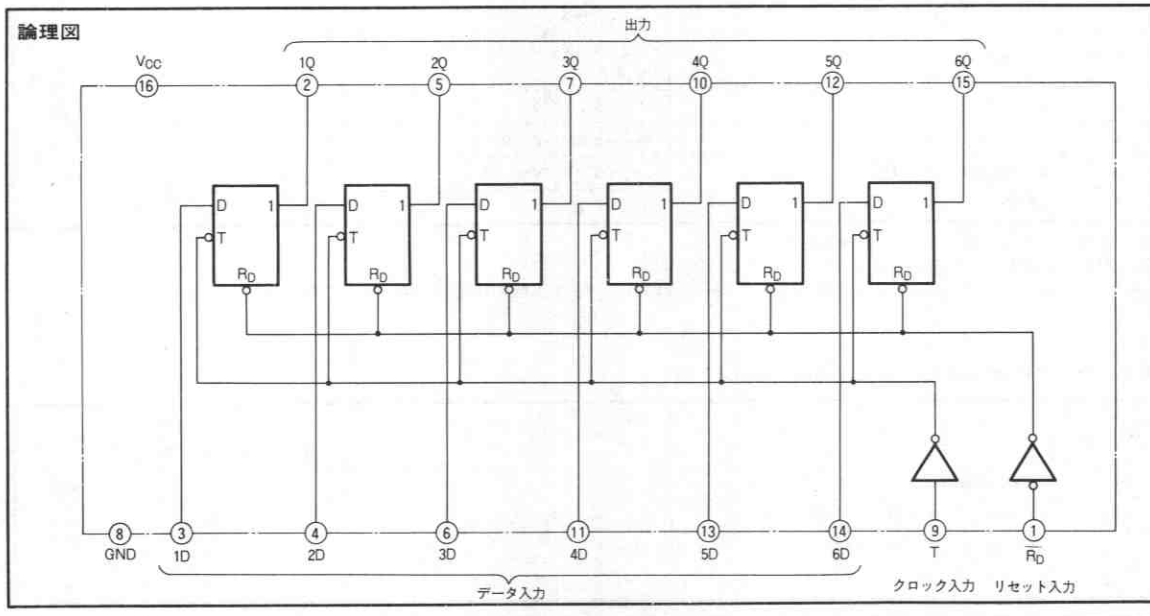 論理図
出力
VCC 1Q 2Q 3Q 4Q 5Q 6Q
16 2 5 7 10 12 15
D 1 D 1 D 1 D 1 D 1 D 1
T T T T T T
RD RD RD RD RD RD
8 3 4 6 11 13 14 9 1
GND 1D 2D 3D 4D 5D 6D T R̅D̅
データ入力 クロック入力 リセット入力